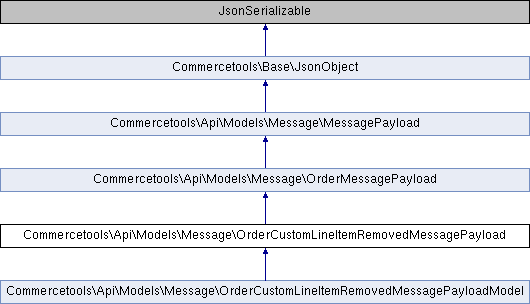 JsonSerializable
Commercetools\Base\JsonObject
Commercetools\Api\Models\Message\MessagePayload
Commercetools\Api\Models\Message\OrderMessagePayload
Commercetools\Api\Models\Message\OrderCustomLineItemRemovedMessagePayload
Commercetools\Api\Models\Message\OrderCustomLineItemRemovedMessagePayloadModel